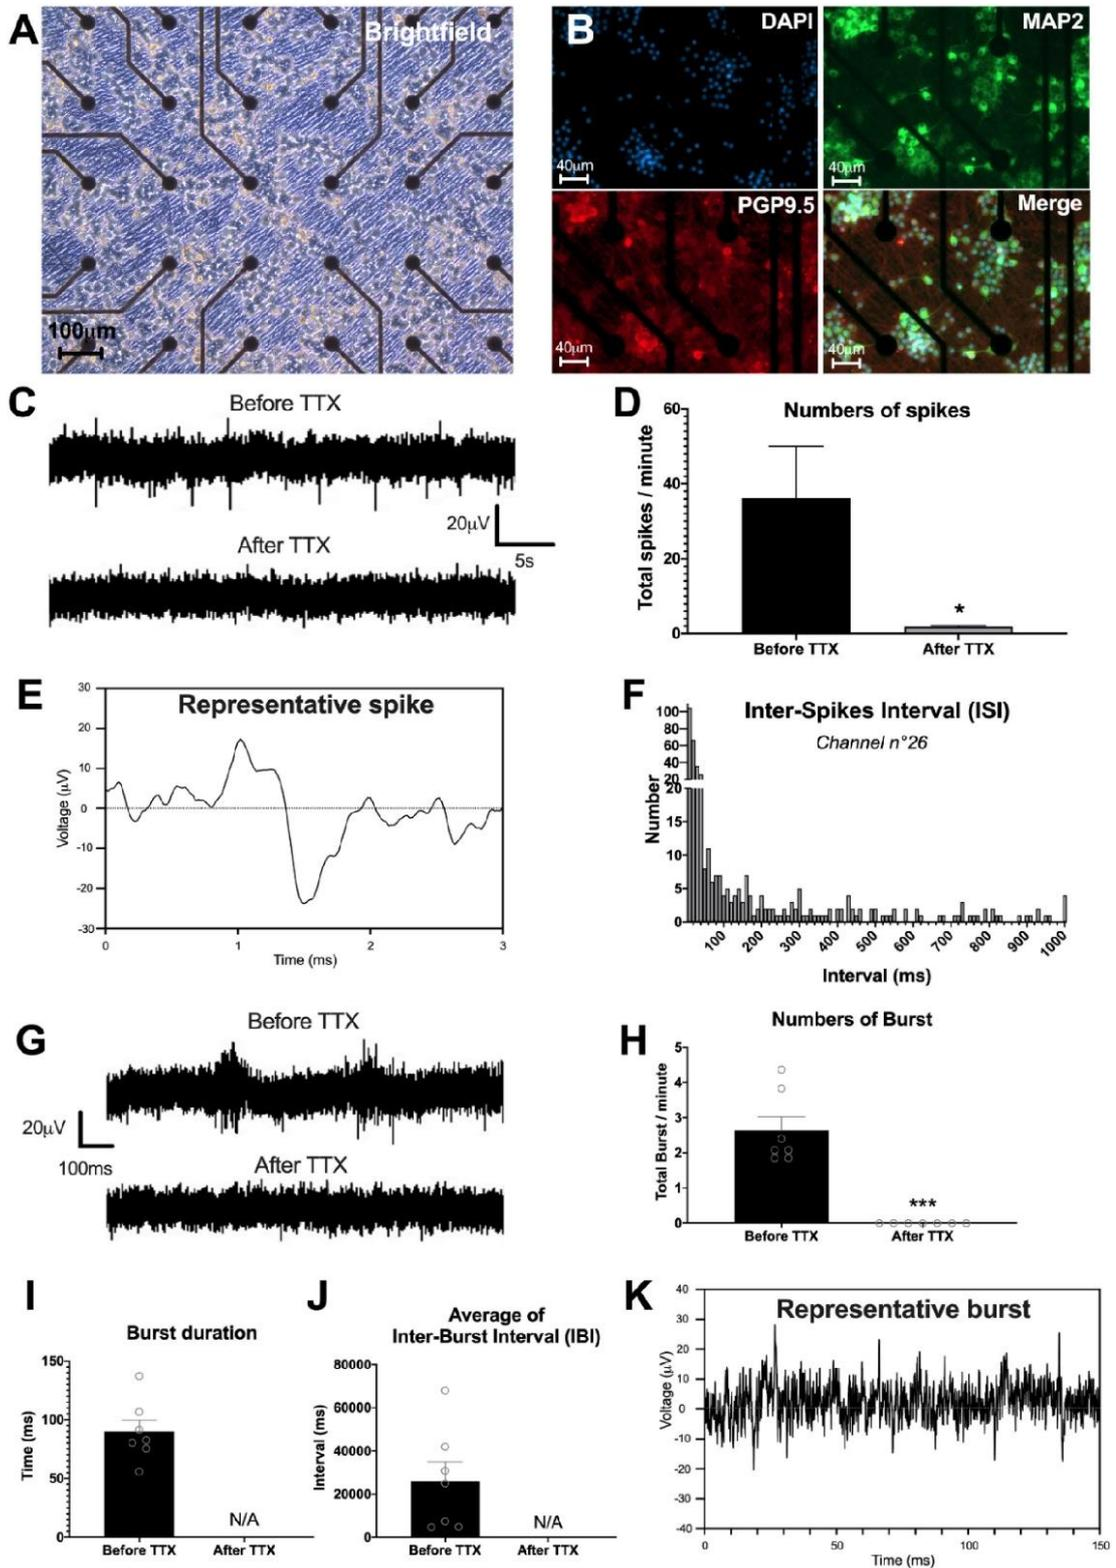 A
Brightfield
100µm
B
DAPI
40µm
MAP2
40µm
PGP9.5
40µm
Merge
40µm
C
Before TTX
After TTX
20µV
5s
D
Numbers of spikes
Total spikes / minute
60
40
20
0
*
Before TTX
After TTX
E
Representative spike
Voltage (µV)
30
20
10
0
-10
-20
-30
0
1
2
3
Time (ms)
F
Inter-Spikes Interval (ISI)
Channel n°26
Number
100
80
60
40
20
20
15
10
5
0
100
200
300
400
500
600
700
800
900
1000
Interval (ms)
G
Before TTX
20µV
100ms
After TTX
H
Numbers of Burst
Total Burst / minute
5
4
3
2
1
0
***
Before TTX
After TTX
I
Burst duration
Time (ms)
150
100
50
0
N/A
Before TTX
After TTX
J
Average of
Inter-Burst Interval (IBI)
Interval (ms)
80000
60000
40000
20000
0
N/A
Before TTX
After TTX
K
Representative burst
Voltage (µV)
40
30
20
10
0
-10
-20
-30
-40
0
50
100
150
Time (ms)